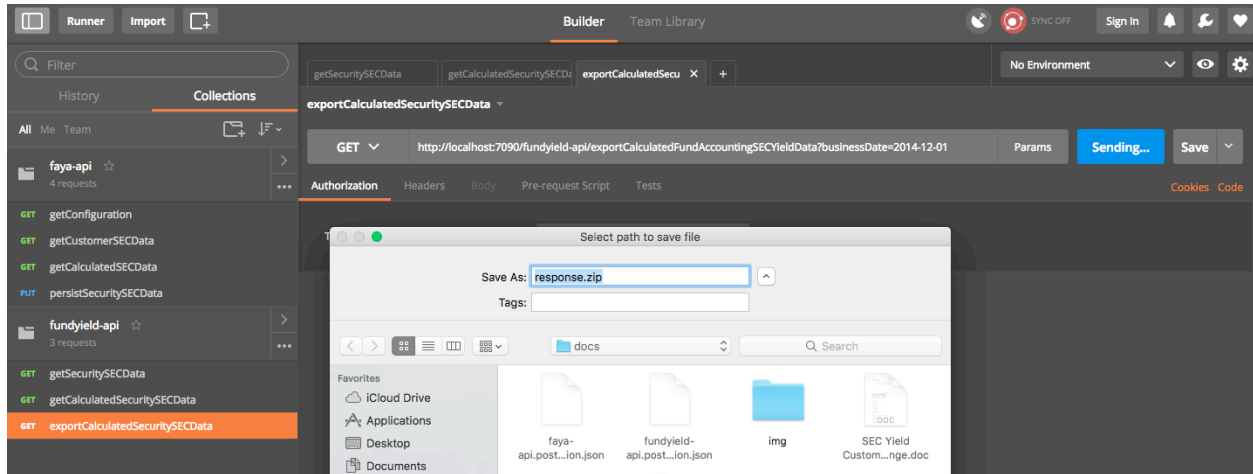 Runner Import Builder Team Library SYNC OFF Sign In
Filter
History Collections
All Me Team
faya-api
4 requests
GET getConfiguration
GET getCustomerSECData
GET getCalculatedSECData
PUT persistSecuritySECData
fundyield-api
3 requests
GET getSecuritySECData
GET getCalculatedSecuritySECData
GET exportCalculatedSecuritySECData
getSecuritySECData getCalculatedSecuritySECDa exportCalculatedSecu X +
No Environment
exportCalculatedSecuritySECData
GET http://localhost:7090/fundyield-api/exportCalculatedFundAccountingSECYieldData?businessDate=2014-12-01 Params Sending... Save
Authorization Headers Body Pre-request Script Tests Cookies Code
Select path to save file
Save As: response.zip
Tags:
docs Search
Favorites
iCloud Drive
Applications
Desktop
Documents
faya-
api.post...ion.json
fundyield-
api.post...ion.json
img
DOC
SEC Yield
Custom...nge.doc